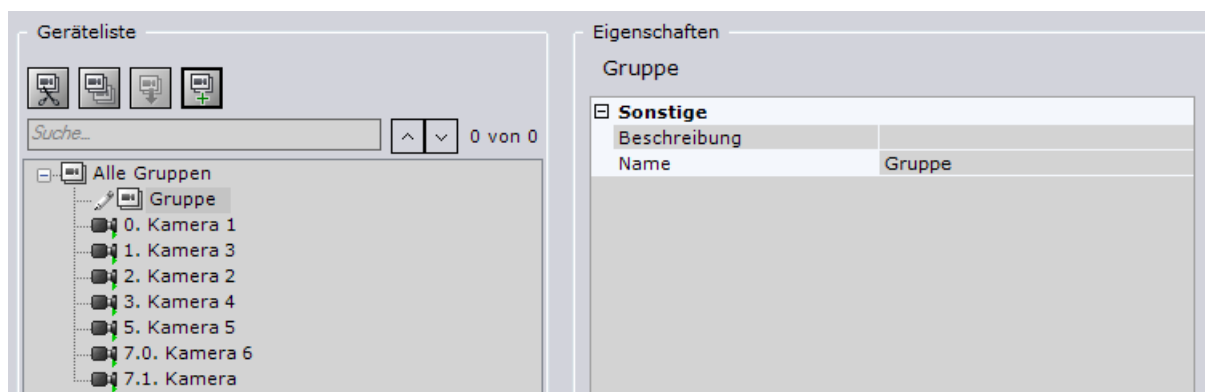 Geräteliste
Suche...
0 von 0
Alle Gruppen
Gruppe
0. Kamera 1
1. Kamera 3
2. Kamera 2
3. Kamera 4
5. Kamera 5
7.0. Kamera 6
7.1. Kamera
Eigenschaften
Gruppe
Sonstige
Beschreibung
Name Gruppe